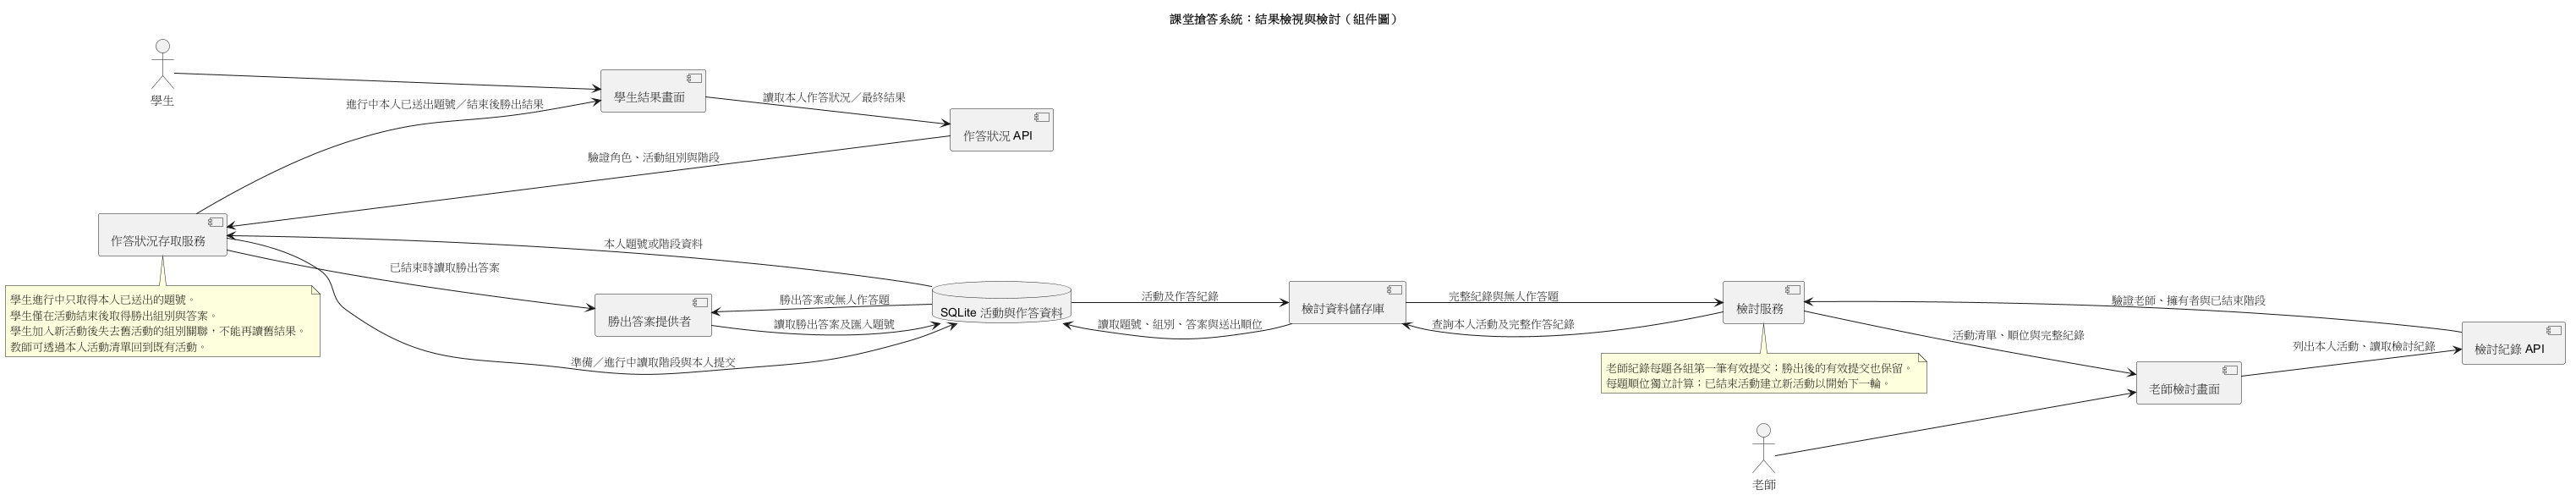 課堂搶答系統：結果檢視與檢討（組件圖）
學生
學生結果畫面
進行中本人已送出題號／結束後勝出結果
讀取本人作答狀況／最終結果
作答狀況 API
驗證角色、活動組別與階段
作答狀況存取服務
本人題號或階段資料
已結束時讀取勝出答案
學生進行中只取得本人已送出的題號。
學生僅在活動結束後取得勝出組別與答案。
學生加入新活動後失去舊活動的組別關聯，不能再讀舊結果。
教師可透過本人活動清單回到既有活動。
勝出答案提供者
勝出答案或無人作答題
讀取勝出答案及匯入題號
準備／進行中讀取階段與本人提交
SQLite 活動與作答資料
活動及作答紀錄
讀取題號、組別、答案與送出順位
檢討資料儲存庫
完整紀錄與無人作答題
查詢本人活動及完整作答紀錄
檢討服務
老師紀錄每題各組第一筆有效提交；勝出後的有效提交也保留。
每題順位獨立計算；已結束活動建立新活動以開始下一輪。
驗證老師、擁有者與已結束階段
活動清單、順位與完整紀錄
列出本人活動、讀取檢討紀錄
檢討紀錄 API
老師檢討畫面
老師